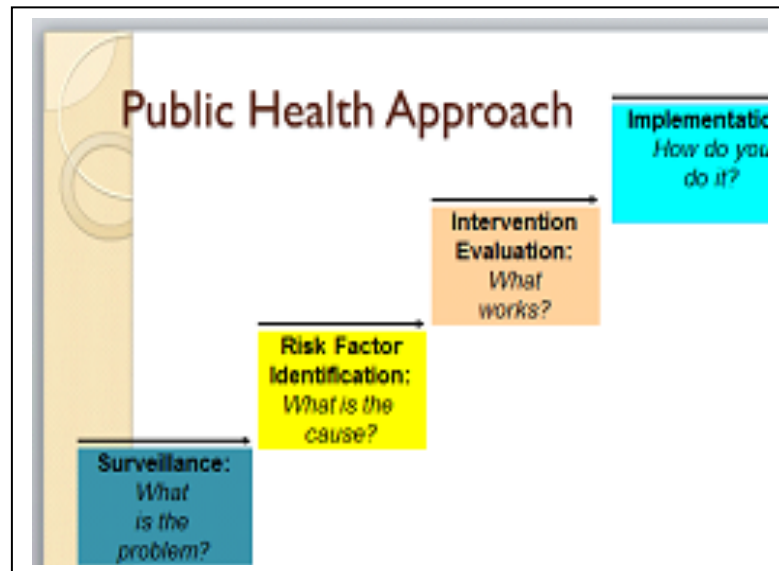 Public Health Approach
Implementatio
How do you
do it?
Intervention
Evaluation:
What
works?
Risk Factor
Identification:
What is the
cause?
Surveillance:
What
is the
problem?